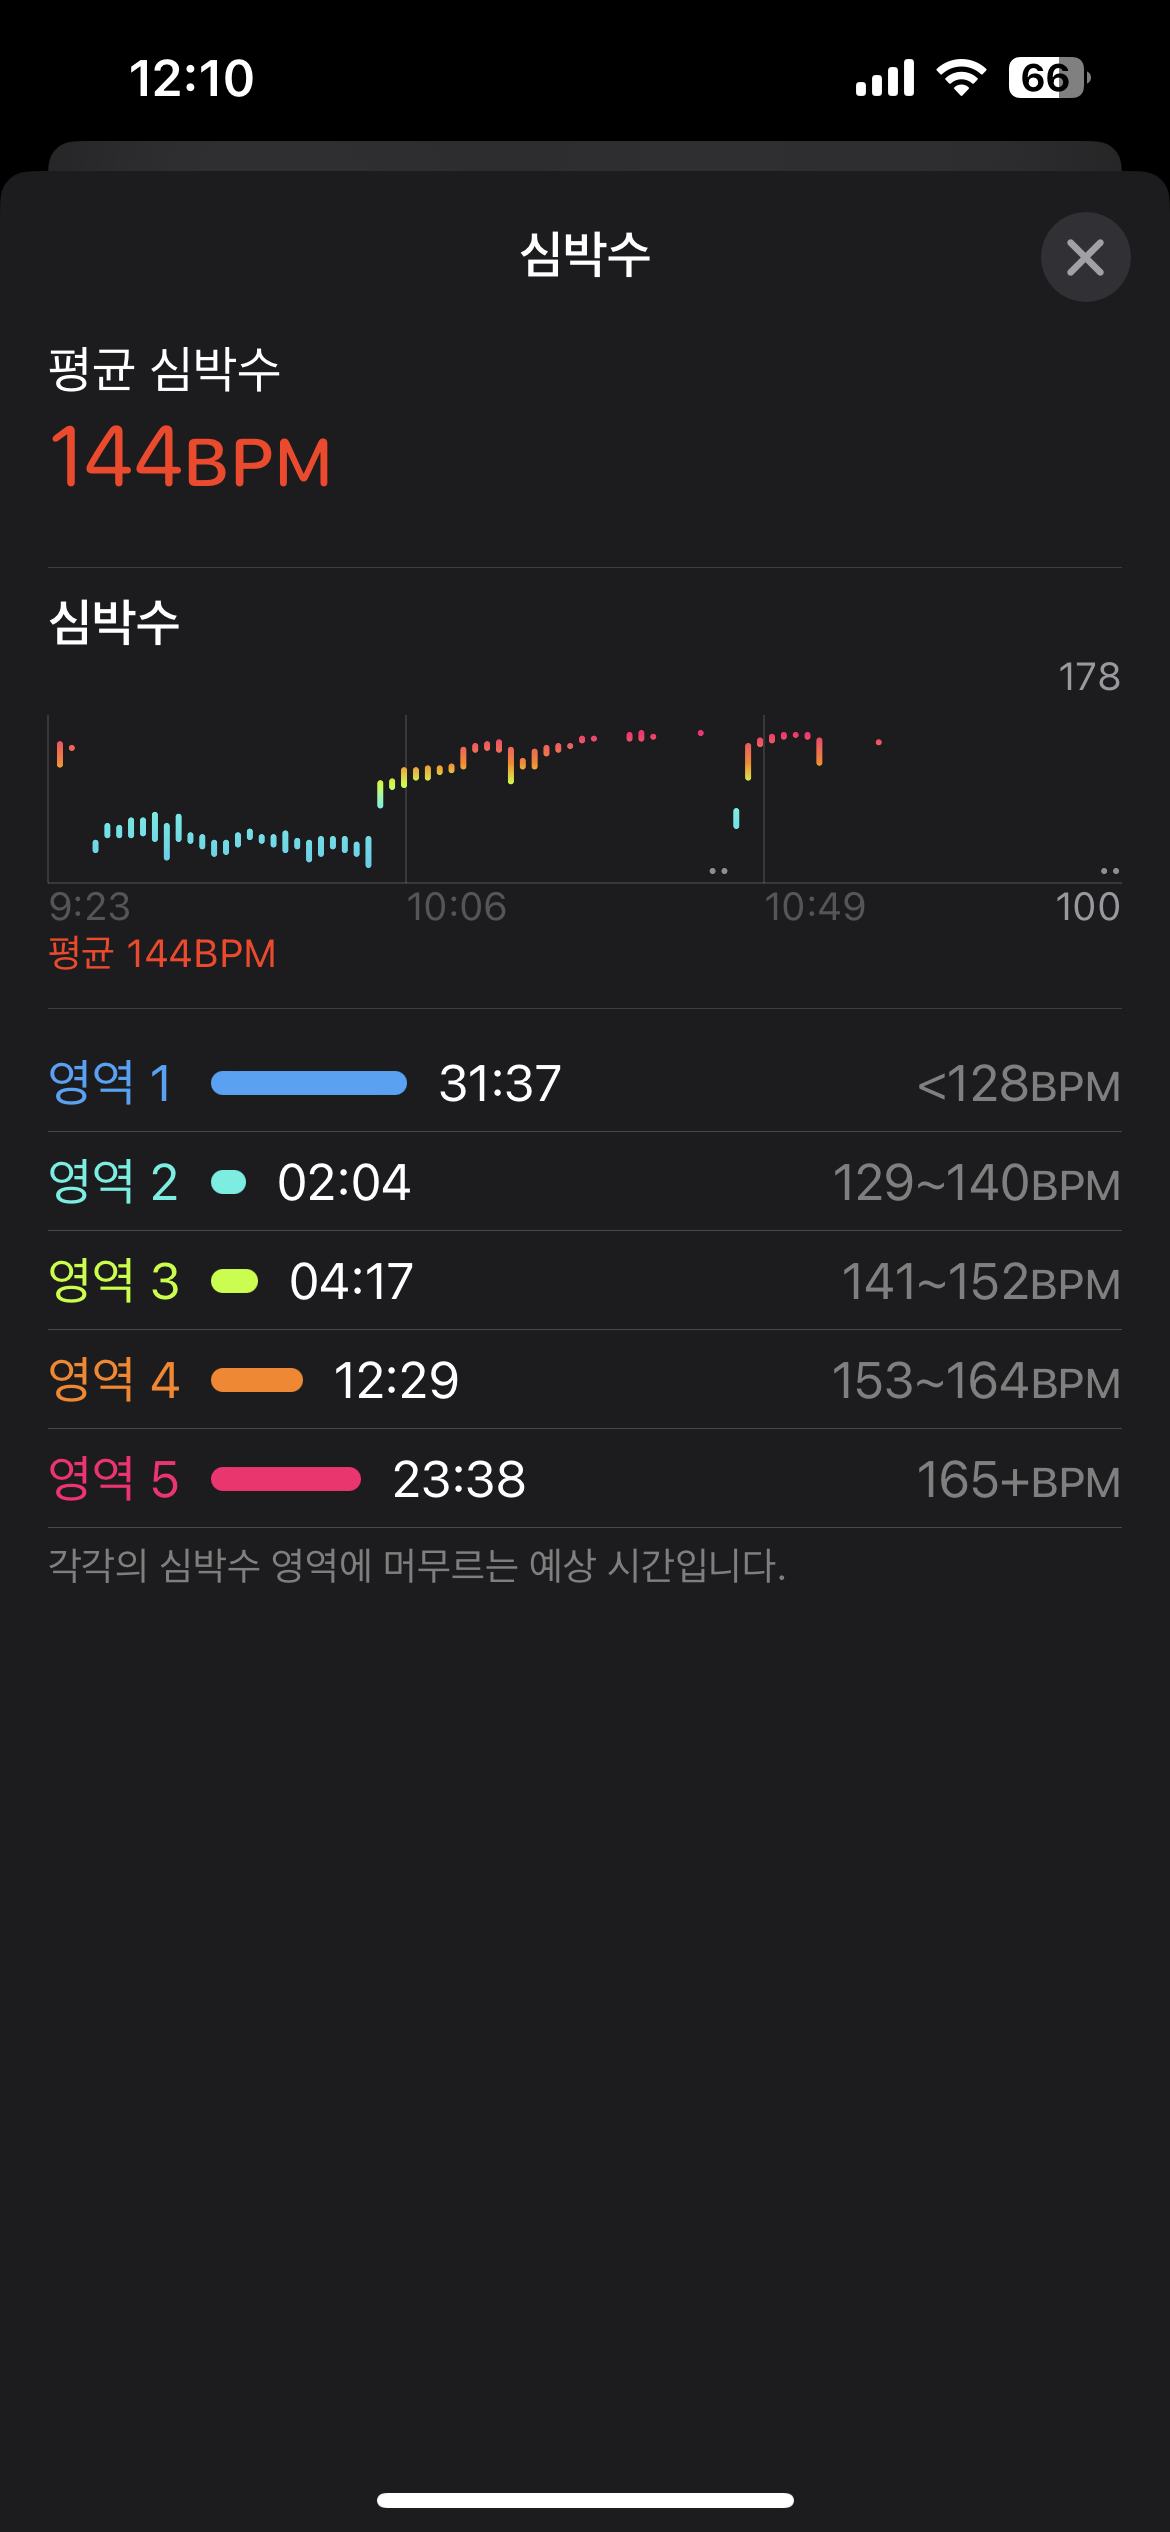 12:10
66
심박수
평균 심박수
144BPM
심박수
178
9:23 10:06 10:49 100
평균 144BPM
영역 1 31:37 <128BPM
영역 2 02:04 129~140BPM
영역 3 04:17 141~152BPM
영역 4 12:29 153~164BPM
영역 5 23:38 165+BPM
각각의 심박수 영역에 머무르는 예상 시간입니다.